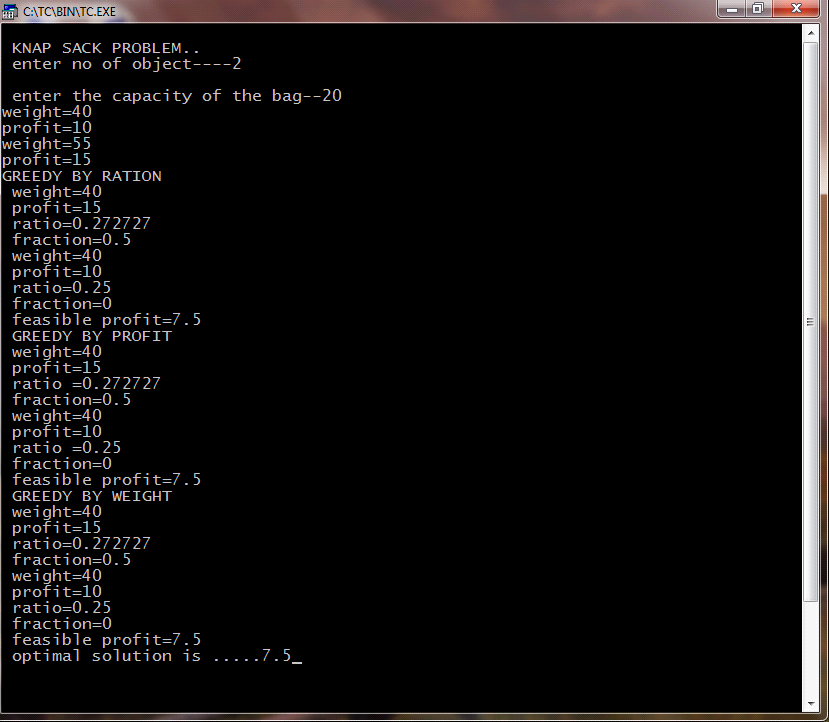 C:\TC\BIN\TC.EXE
KNAP SACK PROBLEM..
enter no of object----2
enter the capacity of the bag--20
weight=40
profit=10
weight=55
profit=15
GREEDY BY RATION
weight=40
profit=15
ratio=0.272727
fraction=0.5
weight=40
profit=10
ratio=0.25
fraction=0
feasible profit=7.5
GREEDY BY PROFIT
weight=40
profit=15
ratio =0.272727
fraction=0.5
weight=40
profit=10
ratio =0.25
fraction=0
feasible profit=7.5
GREEDY BY WEIGHT
weight=40
profit=15
ratio=0.272727
fraction=0.5
weight=40
profit=10
ratio=0.25
fraction=0
feasible profit=7.5
optimal solution is .....7.5_